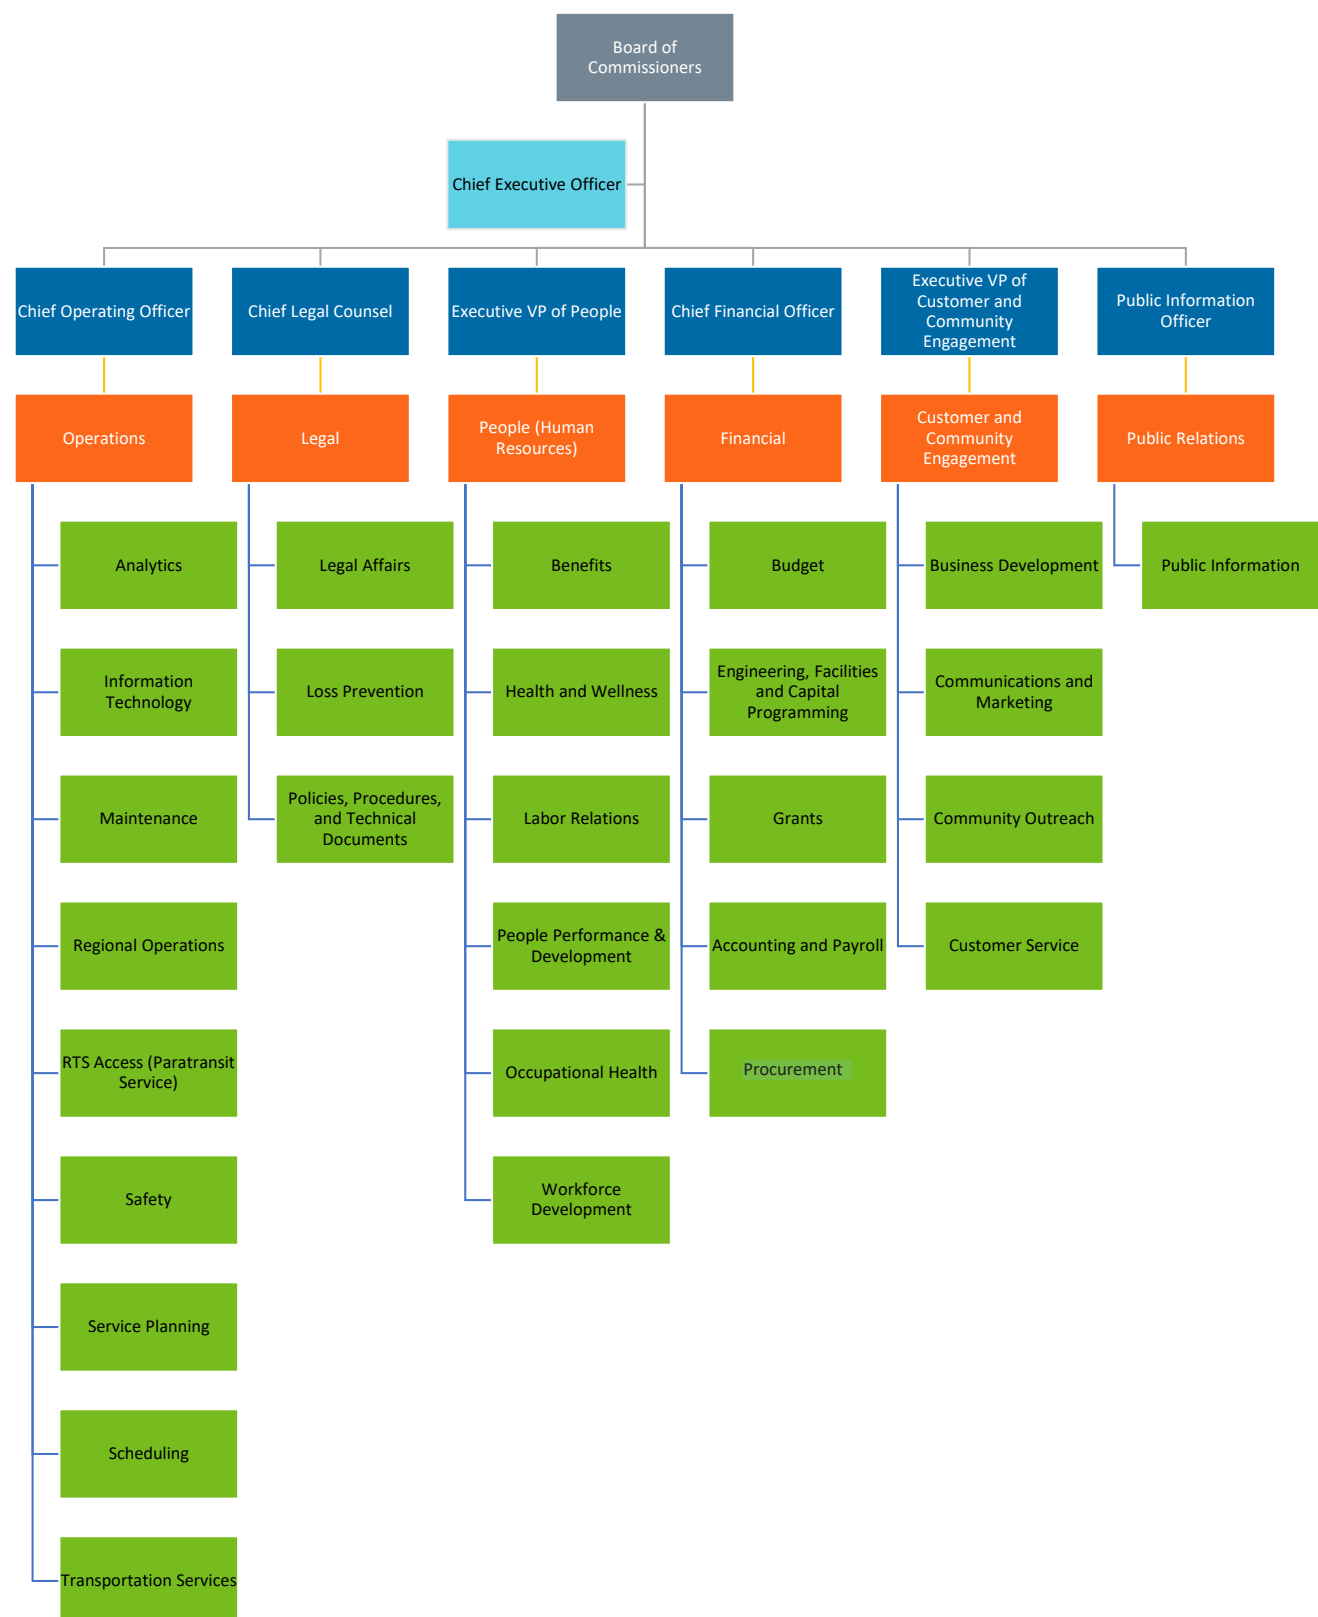 Board of
Commissioners
Chief Executive Officer
Chief Operating Officer
Chief Legal Counsel
Executive VP of People
Chief Financial Officer
Executive VP of
Customer and
Community
Engagement
Public Information
Officer
Operations
Legal
People (Human
Resources)
Financial
Customer and
Community
Engagement
Public Relations
Analytics
Legal Affairs
Benefits
Budget
Business Development
Public Information
Information
Technology
Loss Prevention
Health and Wellness
Engineering, Facilities
and Capital
Programming
Communications and
Marketing
Maintenance
Policies, Procedures,
and Technical
Documents
Labor Relations
Grants
Community Outreach
Regional Operations
People Performance &
Development
Accounting and Payroll
Customer Service
RTS Access (Paratransit
Service)
Occupational Health
Procurement
Safety
Workforce
Development
Service Planning
Scheduling
Transportation Services